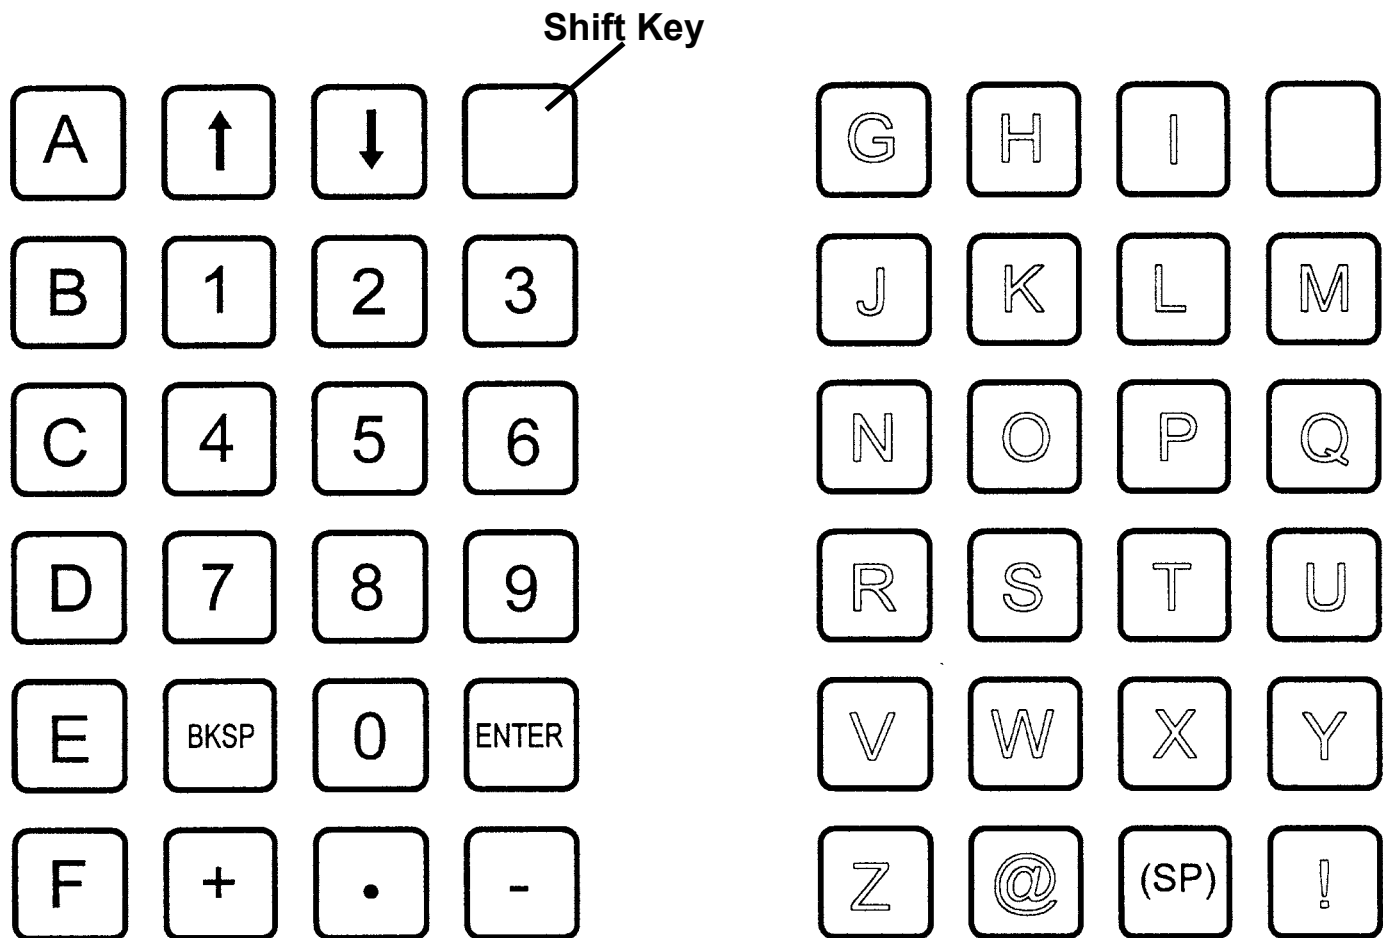 Shift Key
A ↑ ↓ G H I
B 1 2 3 J K L M
C 4 5 6 N O P Q
D 7 8 9 R S T U
E BKSP 0 ENTER V W X Y
F + . - Z @ (SP) !